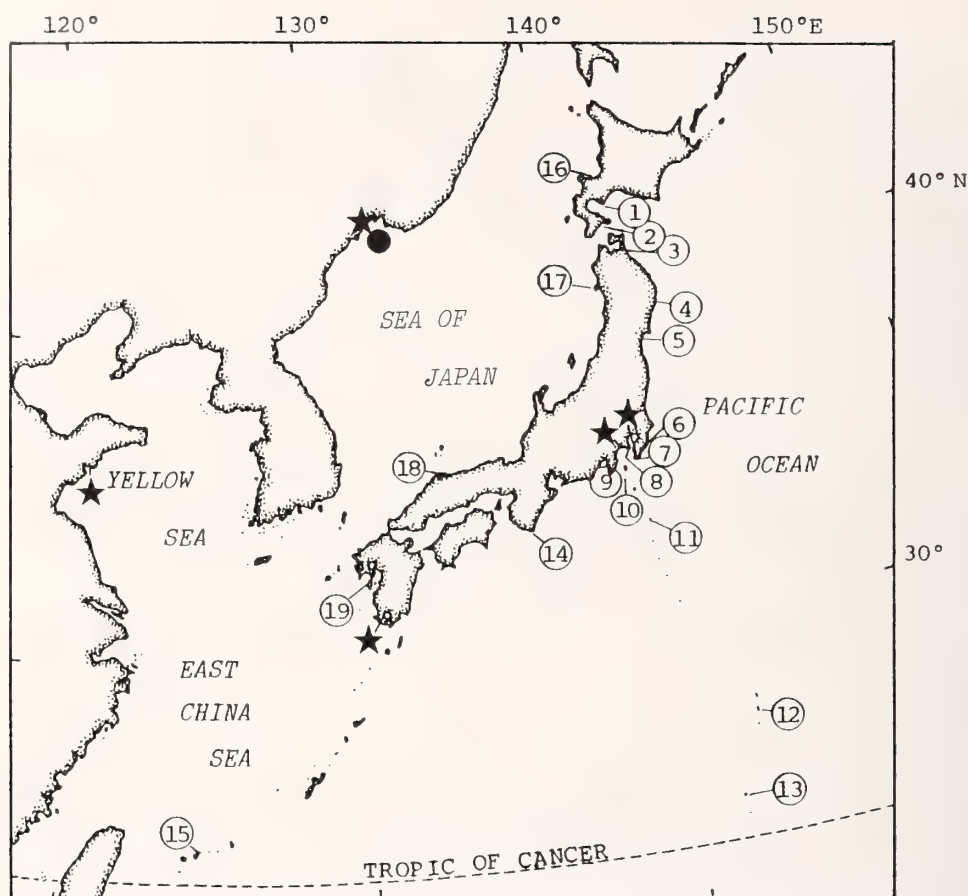 120° 130° 140° 150°E
16
40° N
1
2
3
17
SEA OF
4
5
JAPAN
PACIFIC
6
18
7
OCEAN
YELLOW
9
8
10
SEA
11
14
30°
19
EAST
CHINA
12
SEA
13
15
TROPIC OF CANCER